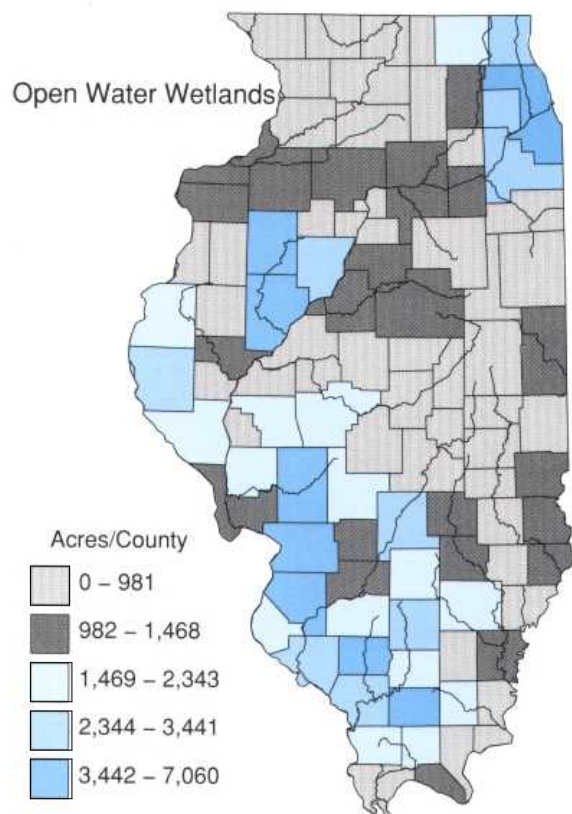 Open Water Wetlands
Acres/County
0 – 981
982 – 1,468
1,469 – 2,343
2,344 – 3,441
3,442 – 7,060